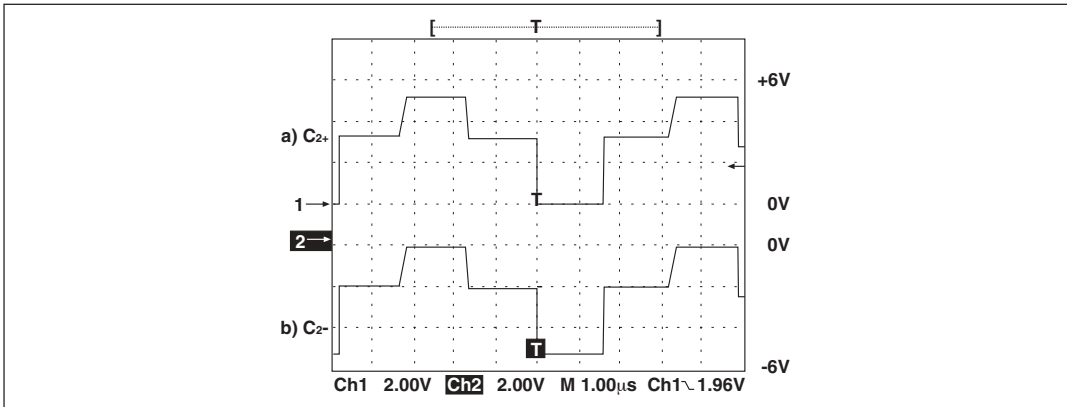 [ T ]
+6V
a) C2+
T
1
0V
2
0V
b) C2-
T
-6V
Ch1 2.00V Ch2 2.00V M 1.00µs Ch1 1.96V